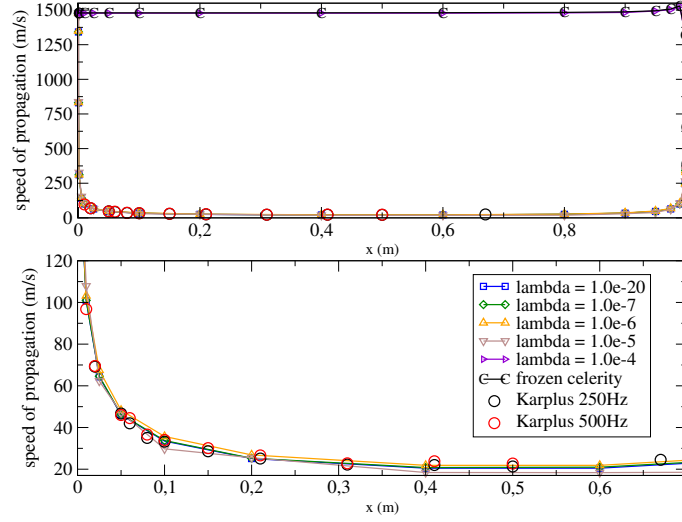 1500
1250
1000
750
500
250
0
speed of propagation (m/s)
0
0,2
0,4
0,6
0,8
x (m)
120
100
80
60
40
20
speed of propagation (m/s)
0
0,1
0,2
0,3
0,4
0,5
0,6
x (m)
lambda = 1.0e-20
lambda = 1.0e-7
lambda = 1.0e-6
lambda = 1.0e-5
lambda = 1.0e-4
C C frozen celerity
Karplus 250Hz
Karplus 500Hz